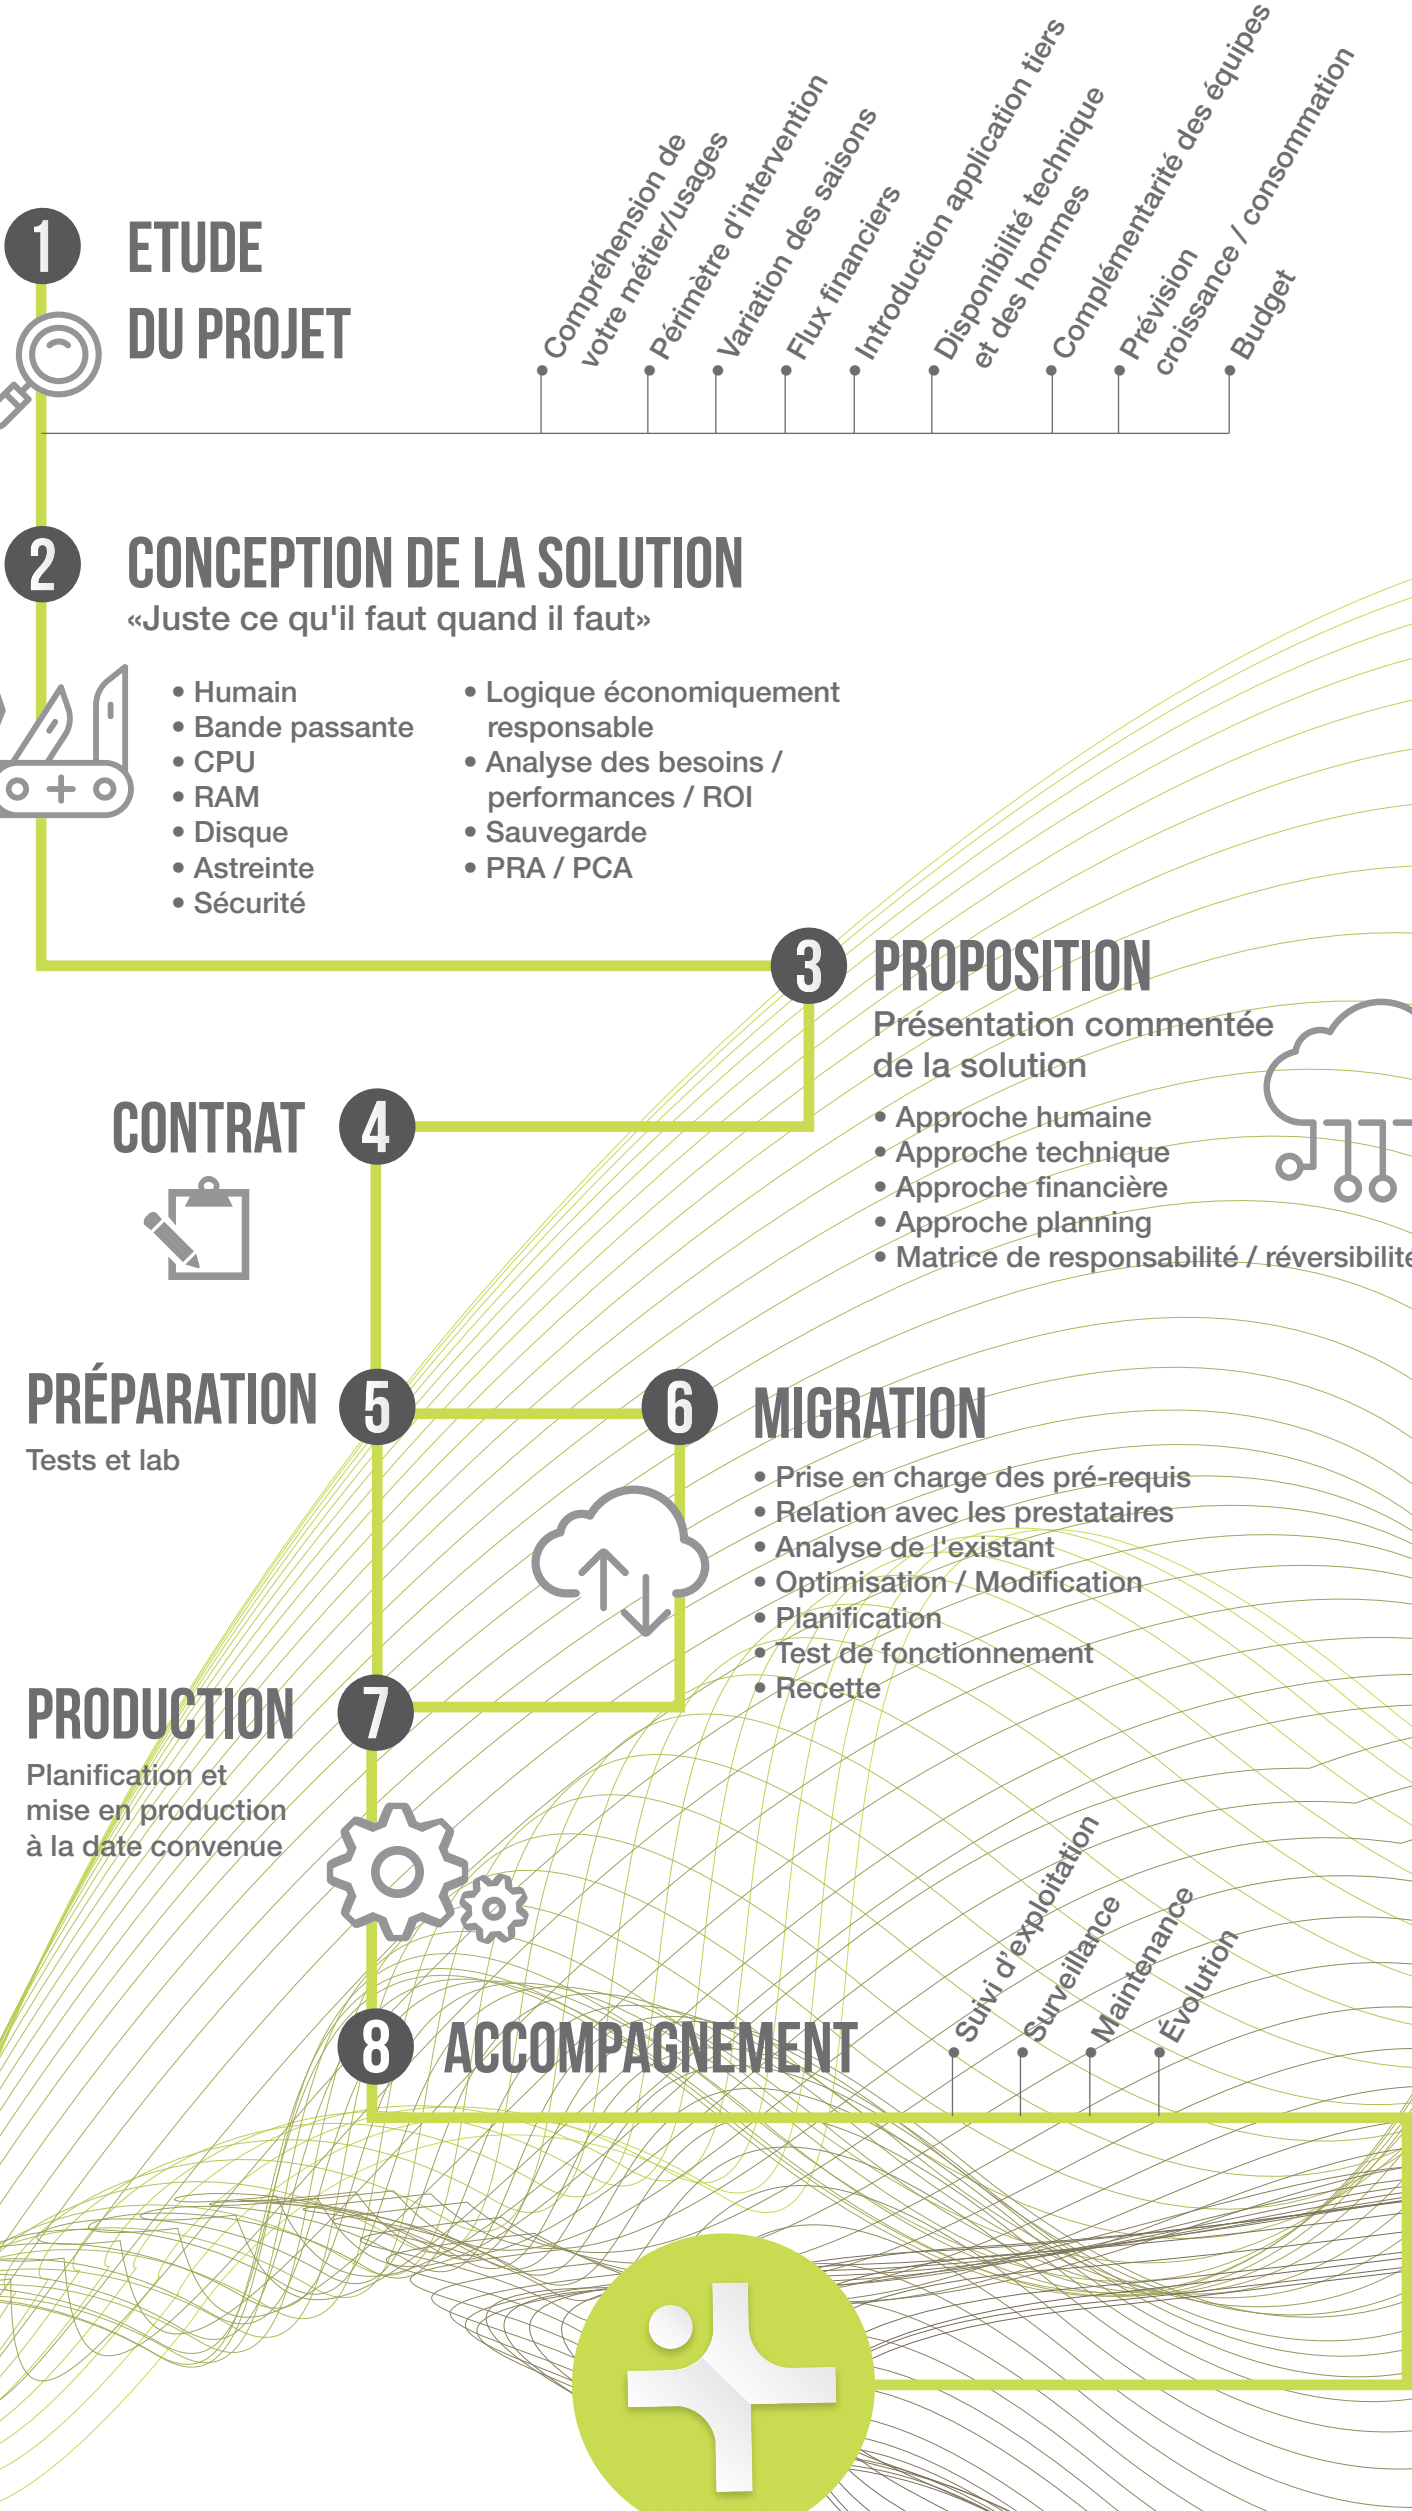 1
ETUDE
DU PROJET
Compréhension de
votre métier/usages
Périmètre d'intervention
Variation des saisons
Flux financiers
Introduction application tiers
Disponibilité technique
et des hommes
Complémentarité des équipes
Prévision
croissance / consommation
Budget
2
CONCEPTION DE LA SOLUTION
«Juste ce qu'il faut quand il faut»
• Humain
• Bande passante
• CPU
• RAM
• Disque
• Astreinte
• Sécurité
• Logique économiquement
responsable
• Analyse des besoins /
performances / ROI
• Sauvegarde
• PRA / PCA
3
PROPOSITION
Présentation commentée
de la solution
• Approche humaine
• Approche technique
• Approche financière
• Approche planning
• Matrice de responsabilité / réversibilité
CONTRAT
4
PRÉPARATION
5
Tests et lab
6
MIGRATION
• Prise en charge des pré-requis
• Relation avec les prestataires
• Analyse de l'existant
• Optimisation / Modification
• Planification
• Test de fonctionnement
• Recette
PRODUCTION
7
Planification et
mise en production
à la date convenue
8
ACCOMPAGNEMENT
Suivi d’exploitation
Surveillance
Maintenance
Évolution